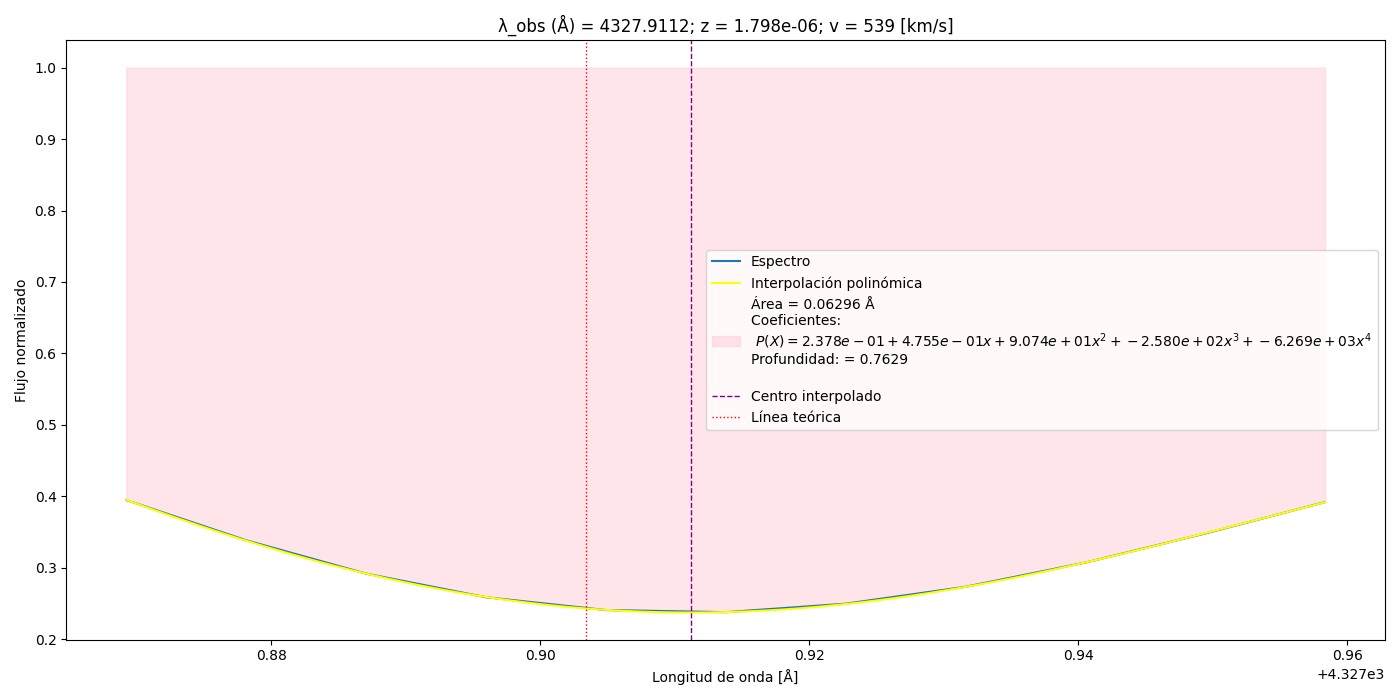 λ_obs (Å) = 4327.9112; z = 1.798e-06; v = 539 [km/s]
Flujo normalizado
1.0
0.9
0.8
0.7
0.6
0.5
0.4
0.3
0.2
Espectro
Interpolación polinómica
Área = 0.06296 Å
Coeficientes:
P(X) = 2.378e − 01 + 4.755e − 01x + 9.074e + 01x² + −2.580e + 02x³ + −6.269e + 03x⁴
Profundidad: = 0.7629
Centro interpolado
Línea teórica
0.88
0.90
0.92
0.94
0.96
+4.327e3
Longitud de onda [Å]